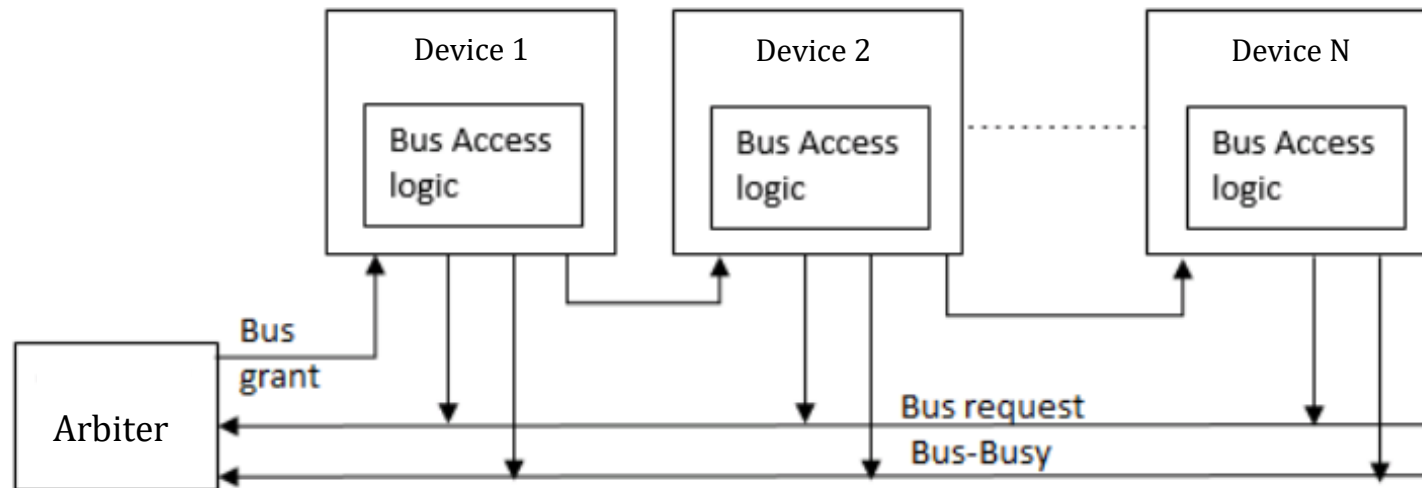 Device 1
Device 2
Device N
Bus Access
logic
Bus Access
logic
Bus Access
logic
Bus
grant
Arbiter
Bus request
Bus-Busy